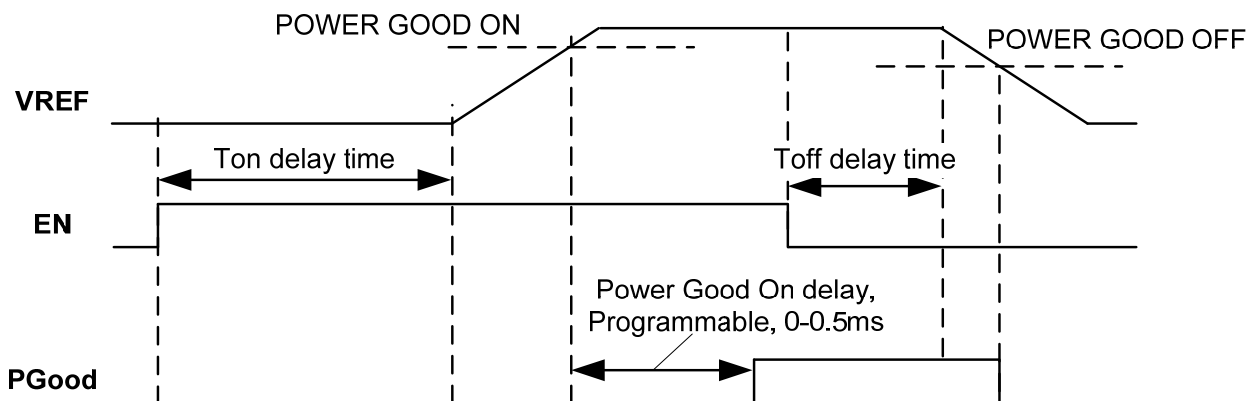 POWER GOOD ON
POWER GOOD OFF
VREF
Ton delay time
Toff delay time
EN
Power Good On delay,
Programmable, 0-0.5ms
PGood